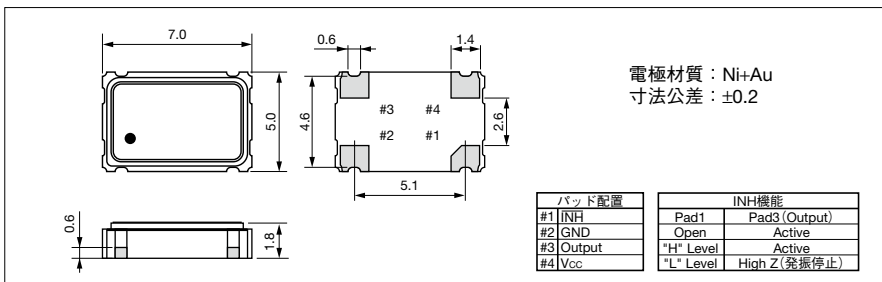 7.0
5.0
0.6
1.8
0.6
1.4
4.6
2.6
5.1
#3 #4
#2 #1
電極材質：Ni+Au
寸法公差：±0.2
パッド配置
#1 INH
#2 GND
#3 Output
#4 Vcc
INH機能
Pad1 Pad3(Output)
Open Active
"H" Level Active
"L" Level High Z(発振停止)